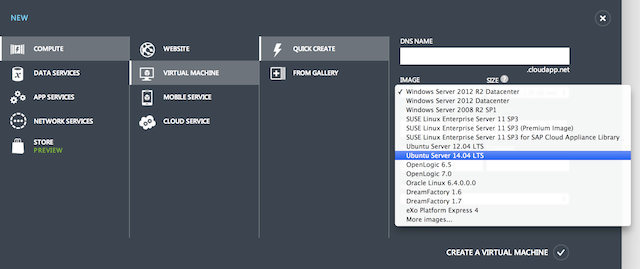 NEW
COMPUTE
DATA SERVICES
APP SERVICES
NETWORK SERVICES
STORE
PREVIEW
WEBSITE
VIRTUAL MACHINE
MOBILE SERVICE
CLOUD SERVICE
QUICK CREATE
FROM GALLERY
DNS NAME
.cloudapp.net
IMAGE SIZE ?
✓ Windows Server 2012 R2 Datacenter
Windows Server 2012 Datacenter
Windows Server 2008 R2 SP1
SUSE Linux Enterprise Server 11 SP3
SUSE Linux Enterprise Server 11 SP3 (Premium Image)
SUSE Linux Enterprise Server 11 SP3 for SAP Cloud Appliance Library
Ubuntu Server 12.04 LTS
Ubuntu Server 14.04 LTS
OpenLogic 6.5
OpenLogic 7.0
Oracle Linux 6.4.0.0.0
DreamFactory 1.6
DreamFactory 1.7
eXo Platform Express 4
More images...
CREATE A VIRTUAL MACHINE